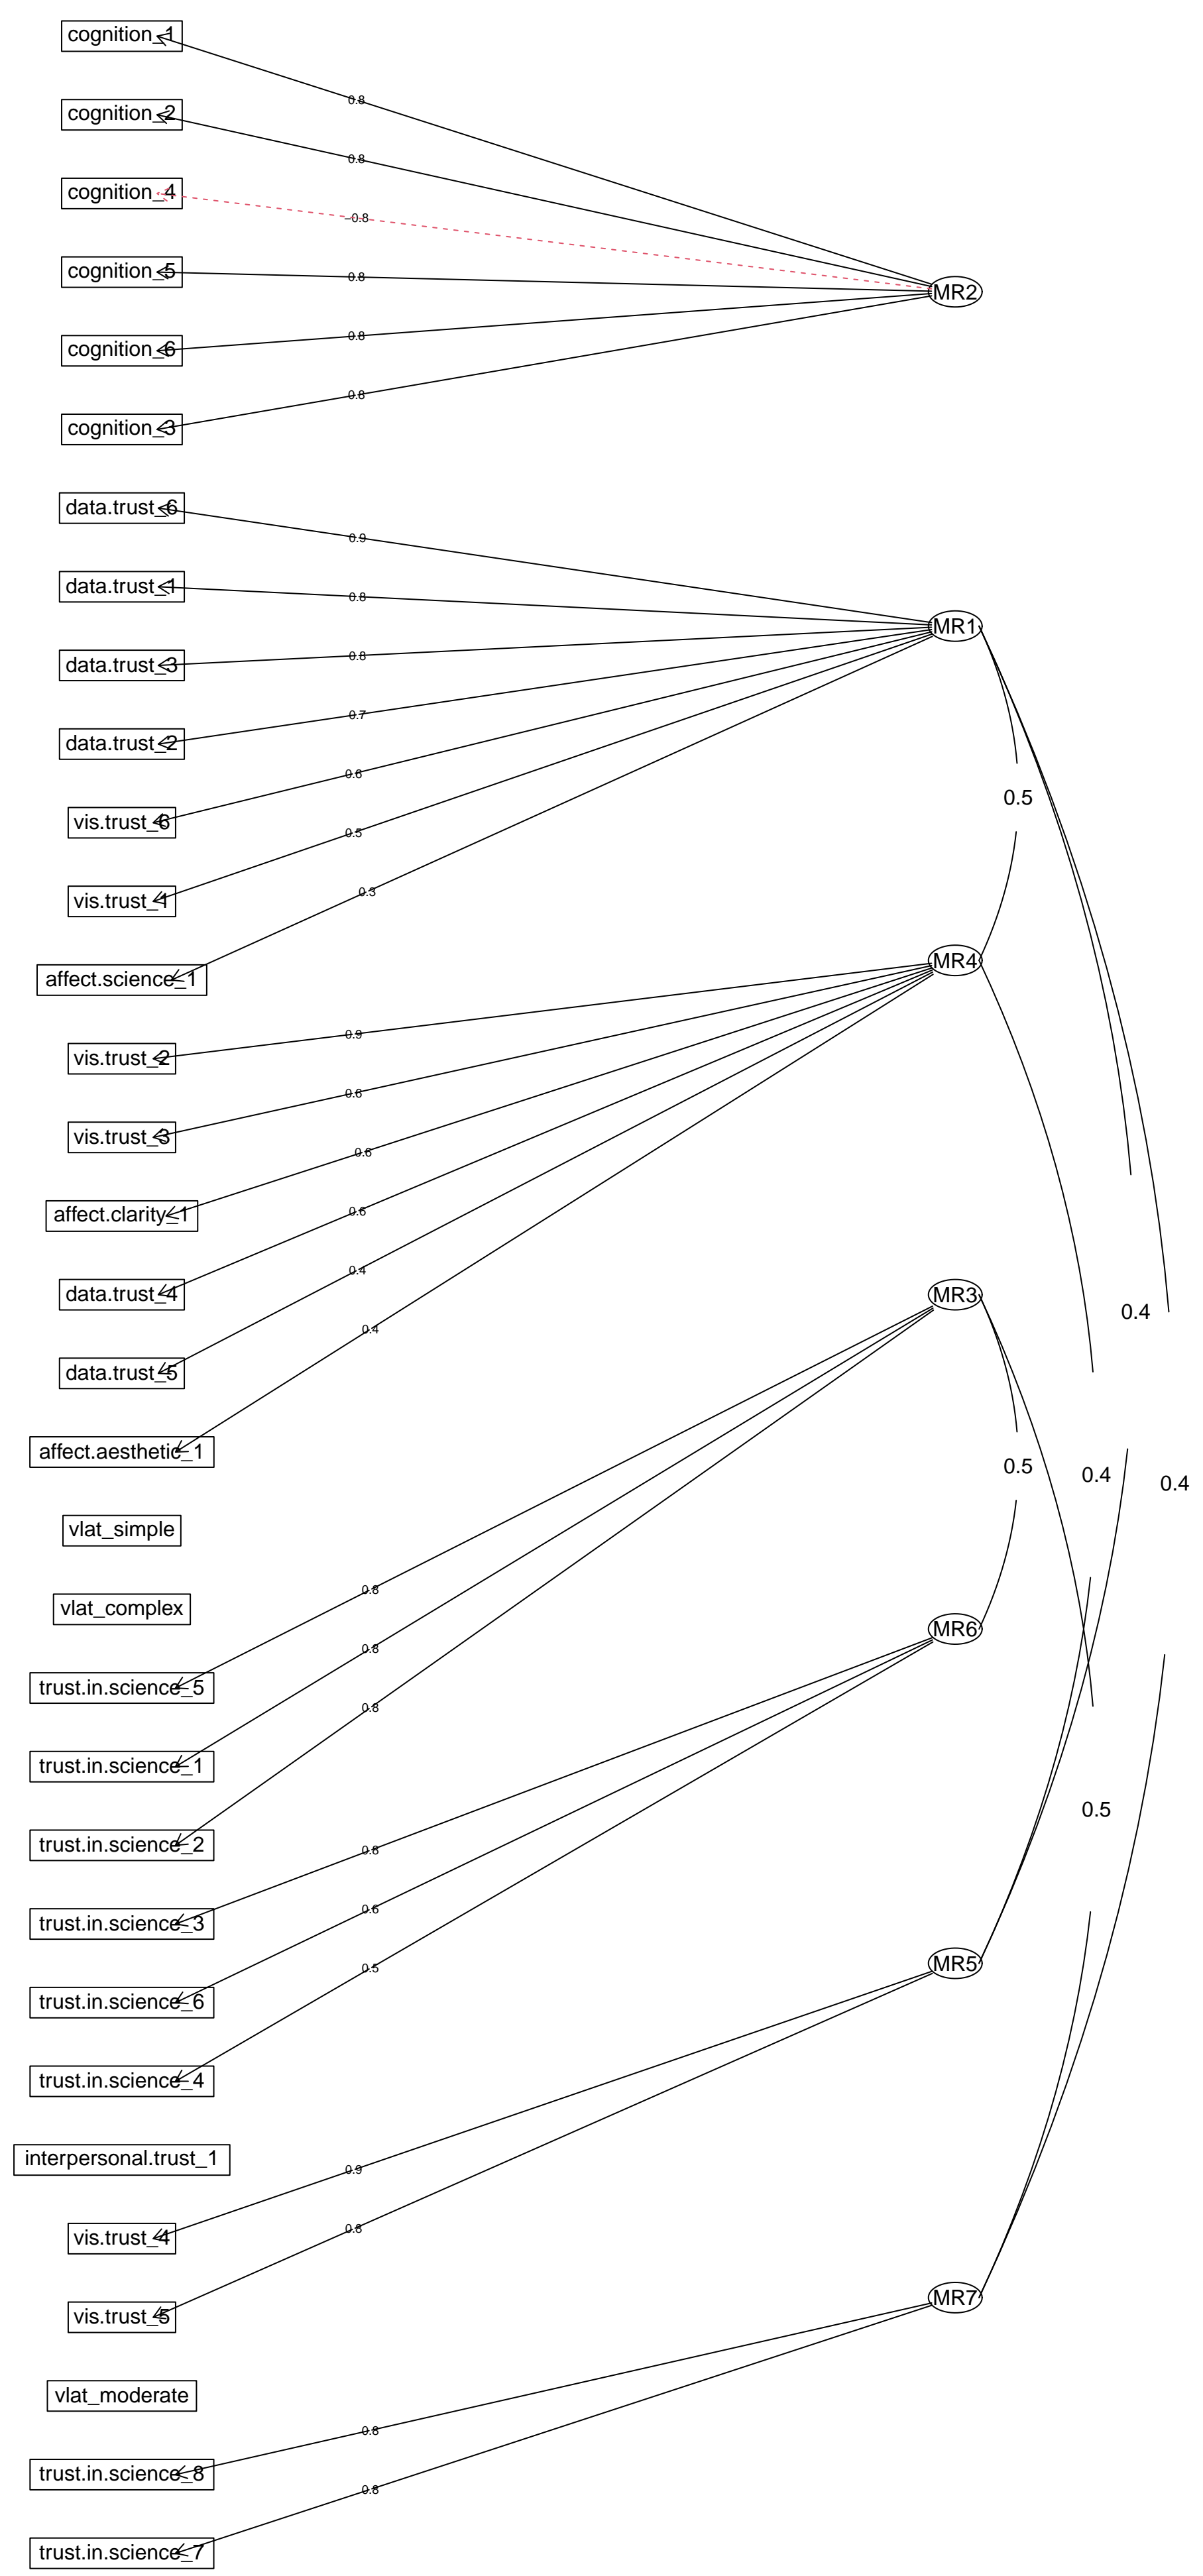 cognition_1
0.8
cognition_2
0.8
cognition_4
−0.8
cognition_5
0.8
MR2
cognition_6
0.8
cognition_3
0.8
data.trust_6
0.9
data.trust_1
0.8
MR1
data.trust_3
0.8
data.trust_2
0.7
vis.trust_6
0.6
0.5
vis.trust_1
0.5
affect.science_1
0.3
MR4
vis.trust_2
0.9
vis.trust_3
0.6
affect.clarity_1
0.6
data.trust_4
0.6
MR3
0.4
data.trust_5
0.4
affect.aesthetic_1
0.4
0.5
0.4
0.4
vlat_simple
vlat_complex
0.8
MR6
trust.in.science_5
0.8
trust.in.science_1
0.8
0.5
trust.in.science_2
0.8
trust.in.science_3
0.6
MR5
trust.in.science_6
0.5
trust.in.science_4
interpersonal.trust_1
0.9
vis.trust_4
0.8
MR7
vis.trust_5
vlat_moderate
0.8
trust.in.science_8
0.8
trust.in.science_7